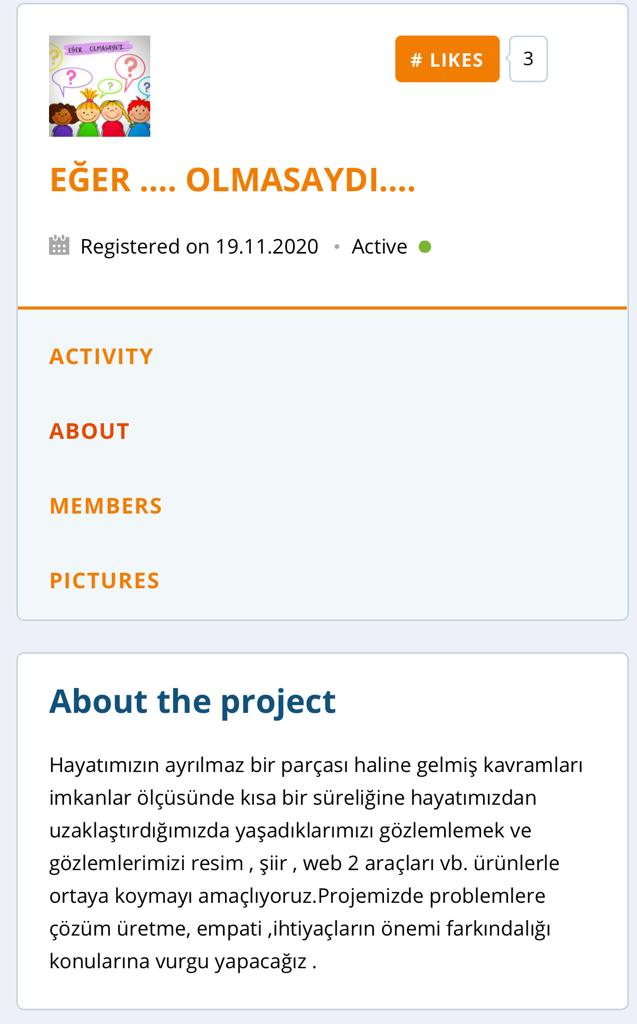 EĞER OLMASAYDI
# LIKES
3
EĞER .... OLMASAYDI....
Registered on 19.11.2020 • Active
ACTIVITY
ABOUT
MEMBERS
PICTURES
About the project
Hayatımızın ayrılmaz bir parçası haline gelmiş kavramları
imkanlar ölçüsünde kısa bir süreliğine hayatımızdan
uzaklaştırdığımızda yaşadıklarımızı gözlemlemek ve
gözlemlerimizi resim , şiir , web 2 araçları vb. ürünlerle
ortaya koymayı amaçlıyoruz.Projemizde problemlere
çözüm üretme, empati ,ihtiyaçların önemi farkındalığı
konularına vurgu yapacağız .